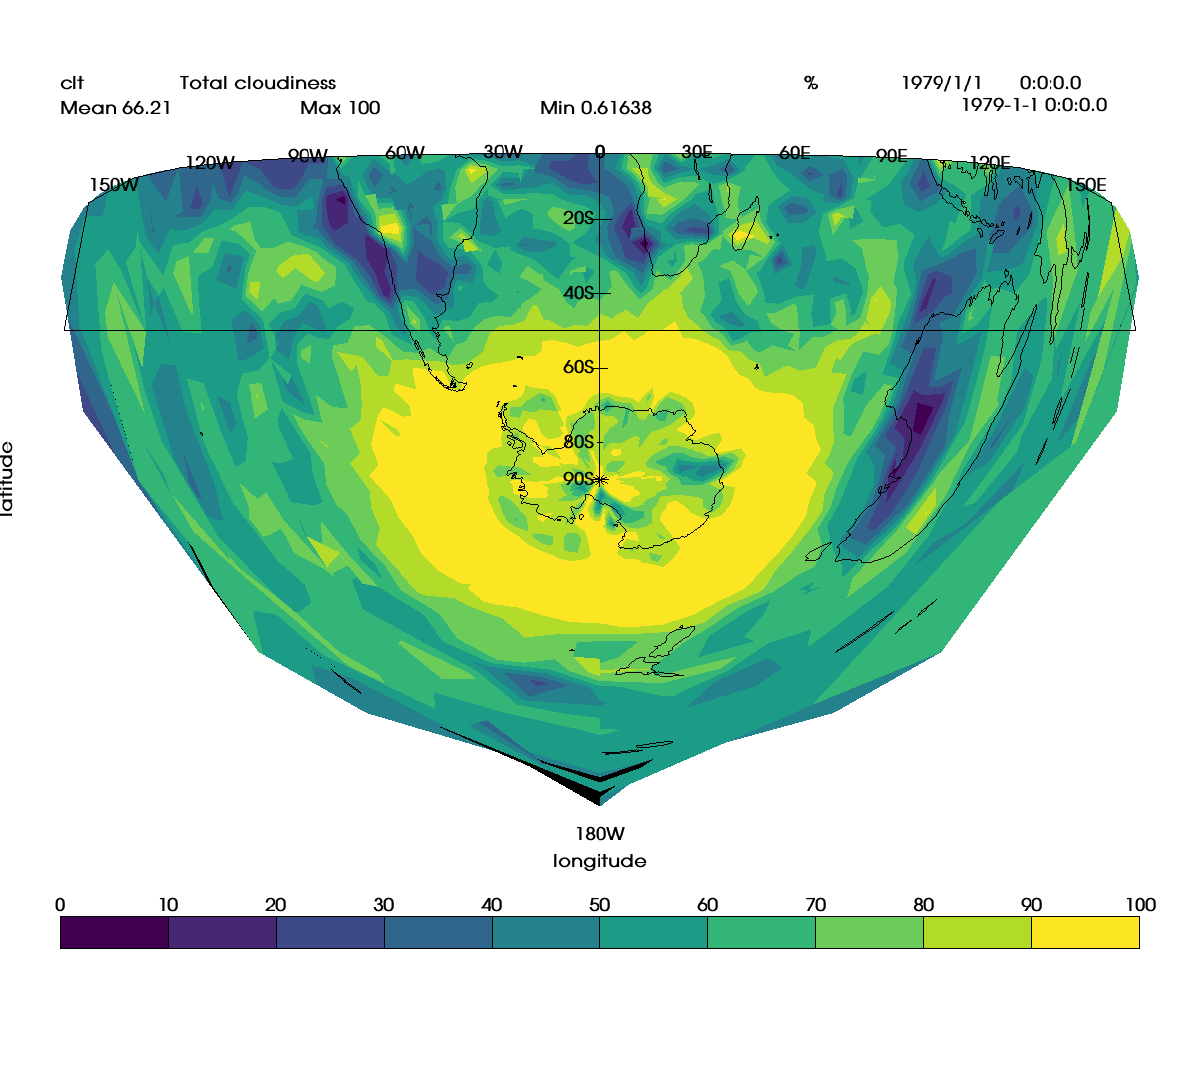 clt Total cloudiness % 1979/1/1 0:0:0.0
Mean 66.21 Max 100 Min 0.61638 1979-1-1 0:0:0.0
150W 120W 90W 60W 30W 0 30E 60E 90E 120E 150E
20S
40S
60S
80S
90S
latitude
180W
longitude
0 10 20 30 40 50 60 70 80 90 100